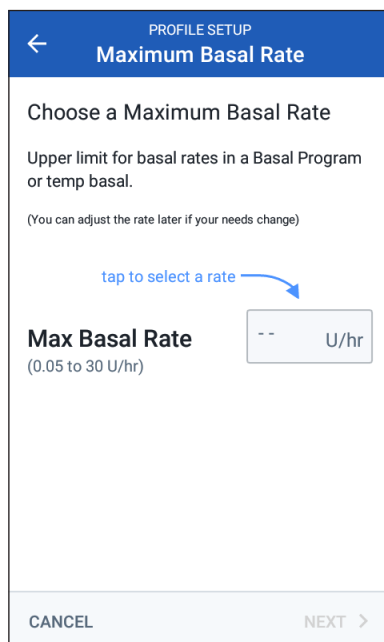 PROFILE SETUP
Maximum Basal Rate
Choose a Maximum Basal Rate
Upper limit for basal rates in a Basal Program
or temp basal.
(You can adjust the rate later if your needs change)
tap to select a rate
Max Basal Rate
-- U/hr
(0.05 to 30 U/hr)
CANCEL
NEXT